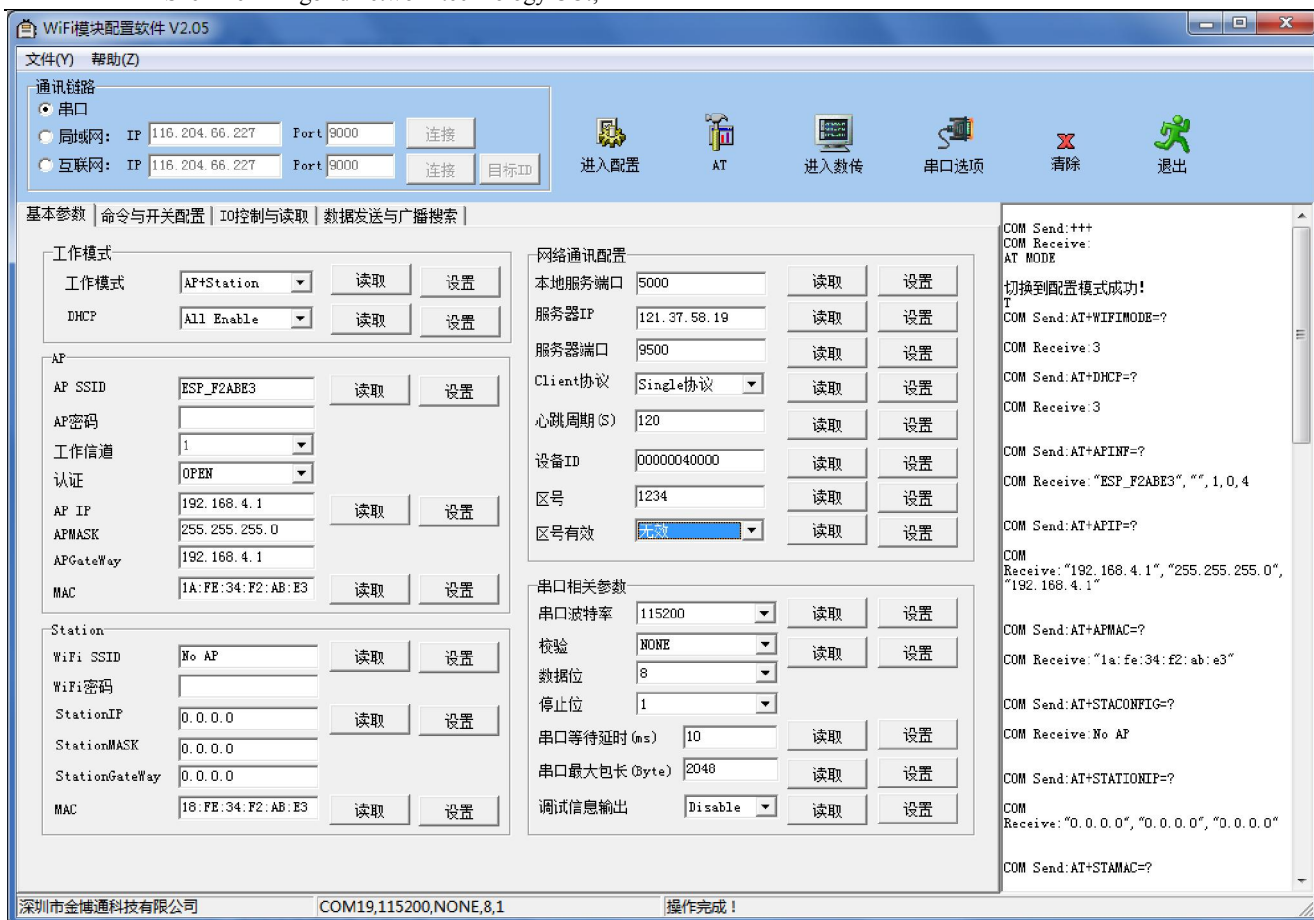 WiFi模块配置软件 V2.05
文件(Y) 帮助(Z)
通讯链路
串口
局域网: IP 116.204.66.227 Port 9000 连接
互联网: IP 116.204.66.227 Port 9000 连接 目标ID
进入配置 AT 进入数传 串口选项 清除 退出
基本参数 命令与开关配置 IO控制与读取 数据发送与广播搜索
工作模式
工作模式 AP+Station 读取 设置
DHCP All Enable 读取 设置
AP
AP SSID ESP_F2ABE3 读取 设置
AP密码
工作信道 1
认证 OPEN
AP IP 192.168.4.1 读取 设置
APMASK 255.255.255.0
APGateWay 192.168.4.1
MAC 1A:FE:34:F2:AB:E3 读取 设置
Station
WiFi SSID No AP 读取 设置
WiFi密码
StationIP 0.0.0.0 读取 设置
StationMASK 0.0.0.0
StationGateWay 0.0.0.0
MAC 18:FE:34:F2:AB:E3 读取 设置
网络通讯配置
本地服务端口 5000 读取 设置
服务器IP 121.37.58.19 读取 设置
服务器端口 9500 读取 设置
Client协议 Single协议 读取 设置
心跳周期(S) 120 读取 设置
设备ID 00000040000 读取 设置
区号 1234 读取 设置
区号有效 无效 读取 设置
串口相关参数
串口波特率 115200 读取 设置
校验 NONE 读取 设置
数据位 8
停止位 1
串口等待延时(ms) 10 读取 设置
串口最大包长(Byte) 2048 读取 设置
调试信息输出 Disable 读取 设置
COM Send:+++
COM Receive:
AT MODE
切换到配置模式成功!
T
COM Send:AT+WIFIMODE=?
COM Receive:3
COM Send:AT+DHCP=?
COM Receive:3
COM Send:AT+APINF=?
COM Receive:"ESP_F2ABE3","",1,0,4
COM Send:AT+APIP=?
COM
Receive:"192.168.4.1","255.255.255.0",
"192.168.4.1"
COM Send:AT+APMAC=?
COM Receive:"1a:fe:34:f2:ab:e3"
COM Send:AT+STACONFIG=?
COM Receive:No AP
COM Send:AT+STATIONIP=?
COM
Receive:"0.0.0.0","0.0.0.0","0.0.0.0"
COM Send:AT+STAMAC=?
深圳市金博通科技有限公司 COM19,115200,NONE,8,1 操作完成！